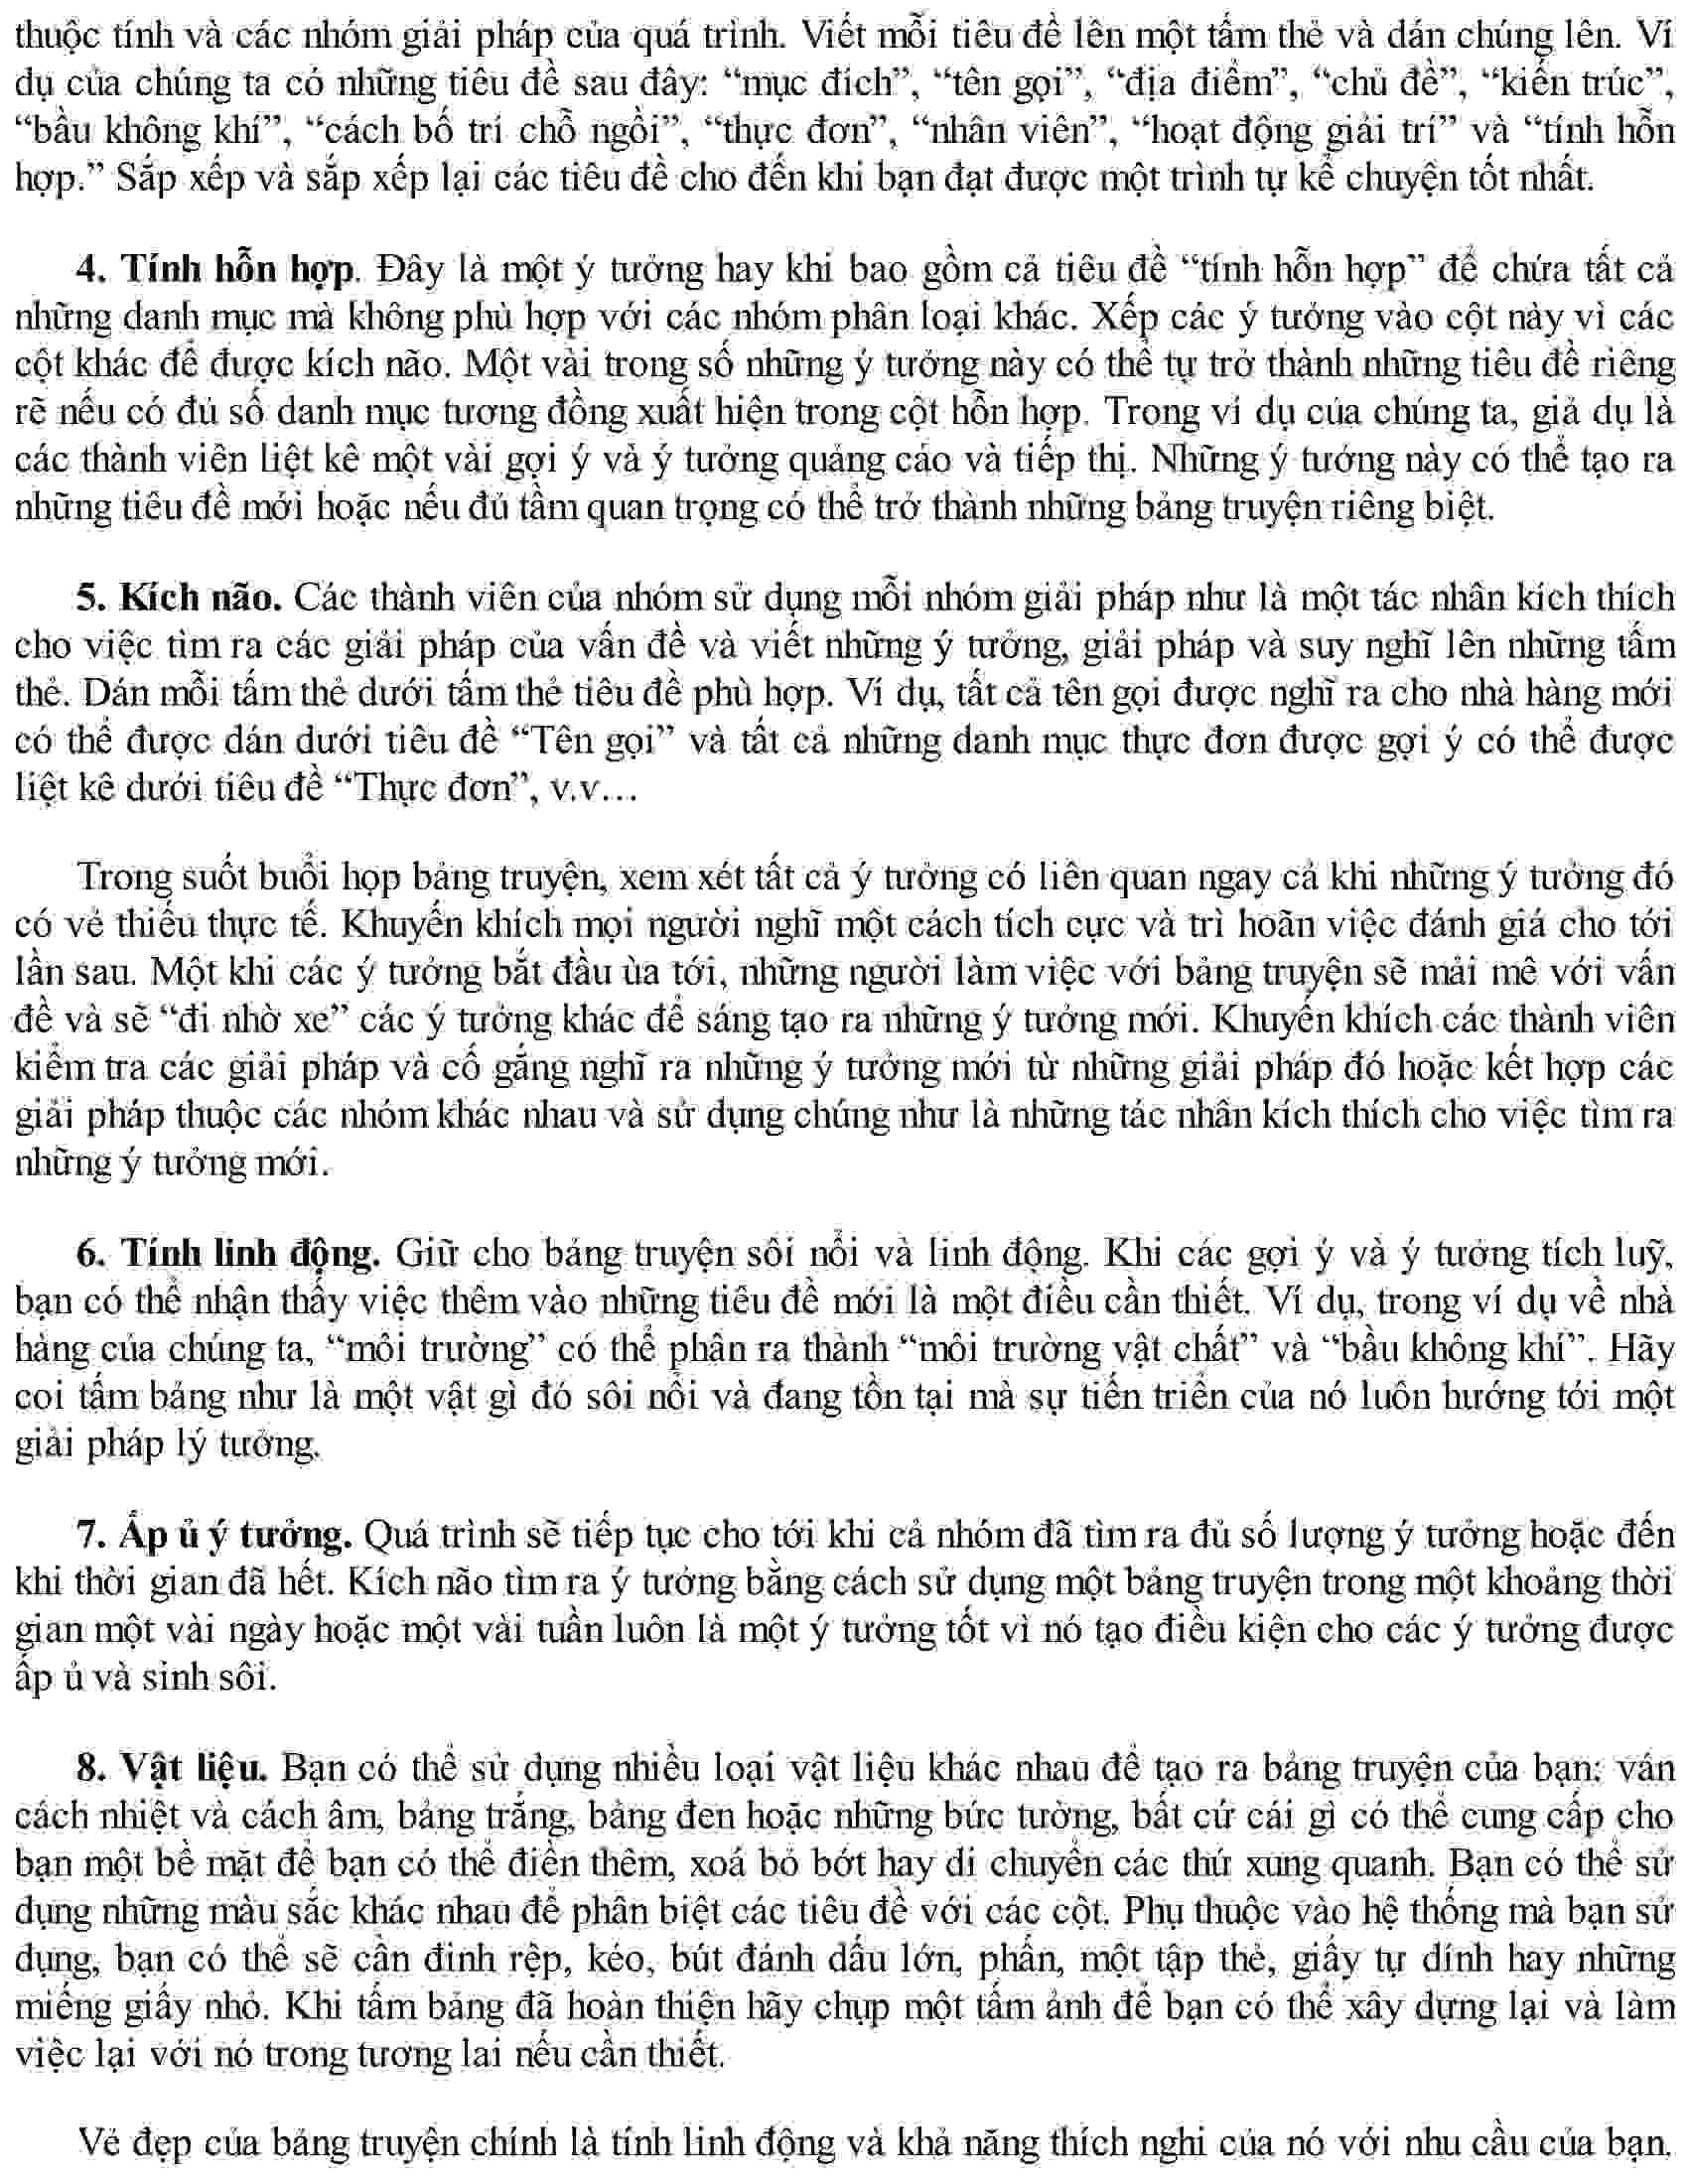 thuộc tính và các nhóm giải pháp của quá trình. Viết mỗi tiêu đề lên một tấm thẻ và dán chúng lên. Ví
dụ của chúng ta có những tiêu đề sau đây: “mục đích”, “tên gọi”, “địa điểm”, “chủ đề”, “kiến trúc”,
“bầu không khí”, “cách bố trí chỗ ngồi”, “thực đơn”, “nhân viên”, “hoạt động giải trí” và “tính hỗn
hợp.” Sắp xếp và sắp xếp lại các tiêu đề cho đến khi bạn đạt được một trình tự kể chuyện tốt nhất.
4. Tính hỗn hợp. Đây là một ý tưởng hay khi bao gồm cả tiêu đề “tính hỗn hợp” để chứa tất cả
những danh mục mà không phù hợp với các nhóm phân loại khác. Xếp các ý tưởng vào cột này vì các
cột khác để được kích não. Một vài trong số những ý tưởng này có thể tự trở thành những tiêu đề riêng
rẽ nếu có đủ số danh mục tương đồng xuất hiện trong cột hỗn hợp. Trong ví dụ của chúng ta, giả dụ là
các thành viên liệt kê một vài gợi ý và ý tưởng quảng cáo và tiếp thị. Những ý tưởng này có thể tạo ra
những tiêu đề mới hoặc nếu đủ tầm quan trọng có thể trở thành những bảng truyện riêng biệt.
5. Kích não. Các thành viên của nhóm sử dụng mỗi nhóm giải pháp như là một tác nhân kích thích
cho việc tìm ra các giải pháp của vấn đề và viết những ý tưởng, giải pháp và suy nghĩ lên những tấm
thẻ. Dán mỗi tấm thẻ dưới tấm thẻ tiêu đề phù hợp. Ví dụ, tất cả tên gọi được nghĩ ra cho nhà hàng mới
có thể được dán dưới tiêu đề “Tên gọi” và tất cả những danh mục thực đơn được gợi ý có thể được
liệt kê dưới tiêu đề “Thực đơn”, v.v…
Trong suốt buổi họp bảng truyện, xem xét tất cả ý tưởng có liên quan ngay cả khi những ý tưởng đó
có vẻ thiếu thực tế. Khuyến khích mọi người nghĩ một cách tích cực và trì hoãn việc đánh giá cho tới
lần sau. Một khi các ý tưởng bắt đầu ùa tới, những người làm việc với bảng truyện sẽ mải mê với vấn
đề và sẽ “đi nhờ xe” các ý tưởng khác để sáng tạo ra những ý tưởng mới. Khuyến khích các thành viên
kiểm tra các giải pháp và cố gắng nghĩ ra những ý tưởng mới từ những giải pháp đó hoặc kết hợp các
giải pháp thuộc các nhóm khác nhau và sử dụng chúng như là những tác nhân kích thích cho việc tìm ra
những ý tưởng mới.
6. Tính linh động. Giữ cho bảng truyện sôi nổi và linh động. Khi các gợi ý và ý tưởng tích luỹ,
bạn có thể nhận thấy việc thêm vào những tiêu đề mới là một điều cần thiết. Ví dụ, trong ví dụ về nhà
hàng của chúng ta, “môi trường” có thể phân ra thành “môi trường vật chất” và “bầu không khí”. Hãy
coi tấm bảng như là một vật gì đó sôi nổi và đang tồn tại mà sự tiến triển của nó luôn hướng tới một
giải pháp lý tưởng.
7. Ấp ủ ý tưởng. Quá trình sẽ tiếp tục cho tới khi cả nhóm đã tìm ra đủ số lượng ý tưởng hoặc đến
khi thời gian đã hết. Kích não tìm ra ý tưởng bằng cách sử dụng một bảng truyện trong một khoảng thời
gian một vài ngày hoặc một vài tuần luôn là một ý tưởng tốt vì nó tạo điều kiện cho các ý tưởng được
ấp ủ và sinh sôi.
8. Vật liệu. Bạn có thể sử dụng nhiều loại vật liệu khác nhau để tạo ra bảng truyện của bạn: ván
cách nhiệt và cách âm, bảng trắng, bảng đen hoặc những bức tường, bất cứ cái gì có thể cung cấp cho
bạn một bề mặt để bạn có thể điền thêm, xoá bỏ bớt hay di chuyển các thứ xung quanh. Bạn có thể sử
dụng những màu sắc khác nhau để phân biệt các tiêu đề với các cột. Phụ thuộc vào hệ thống mà bạn sử
dụng, bạn có thể sẽ cần đinh rệp, kéo, bút đánh dấu lớn, phấn, một tập thẻ, giấy tự dính hay những
miếng giấy nhỏ. Khi tấm bảng đã hoàn thiện hãy chụp một tấm ảnh để bạn có thể xây dựng lại và làm
việc lại với nó trong tương lai nếu cần thiết.
Vẻ đẹp của bảng truyện chính là tính linh động và khả năng thích nghi của nó với nhu cầu của bạn.